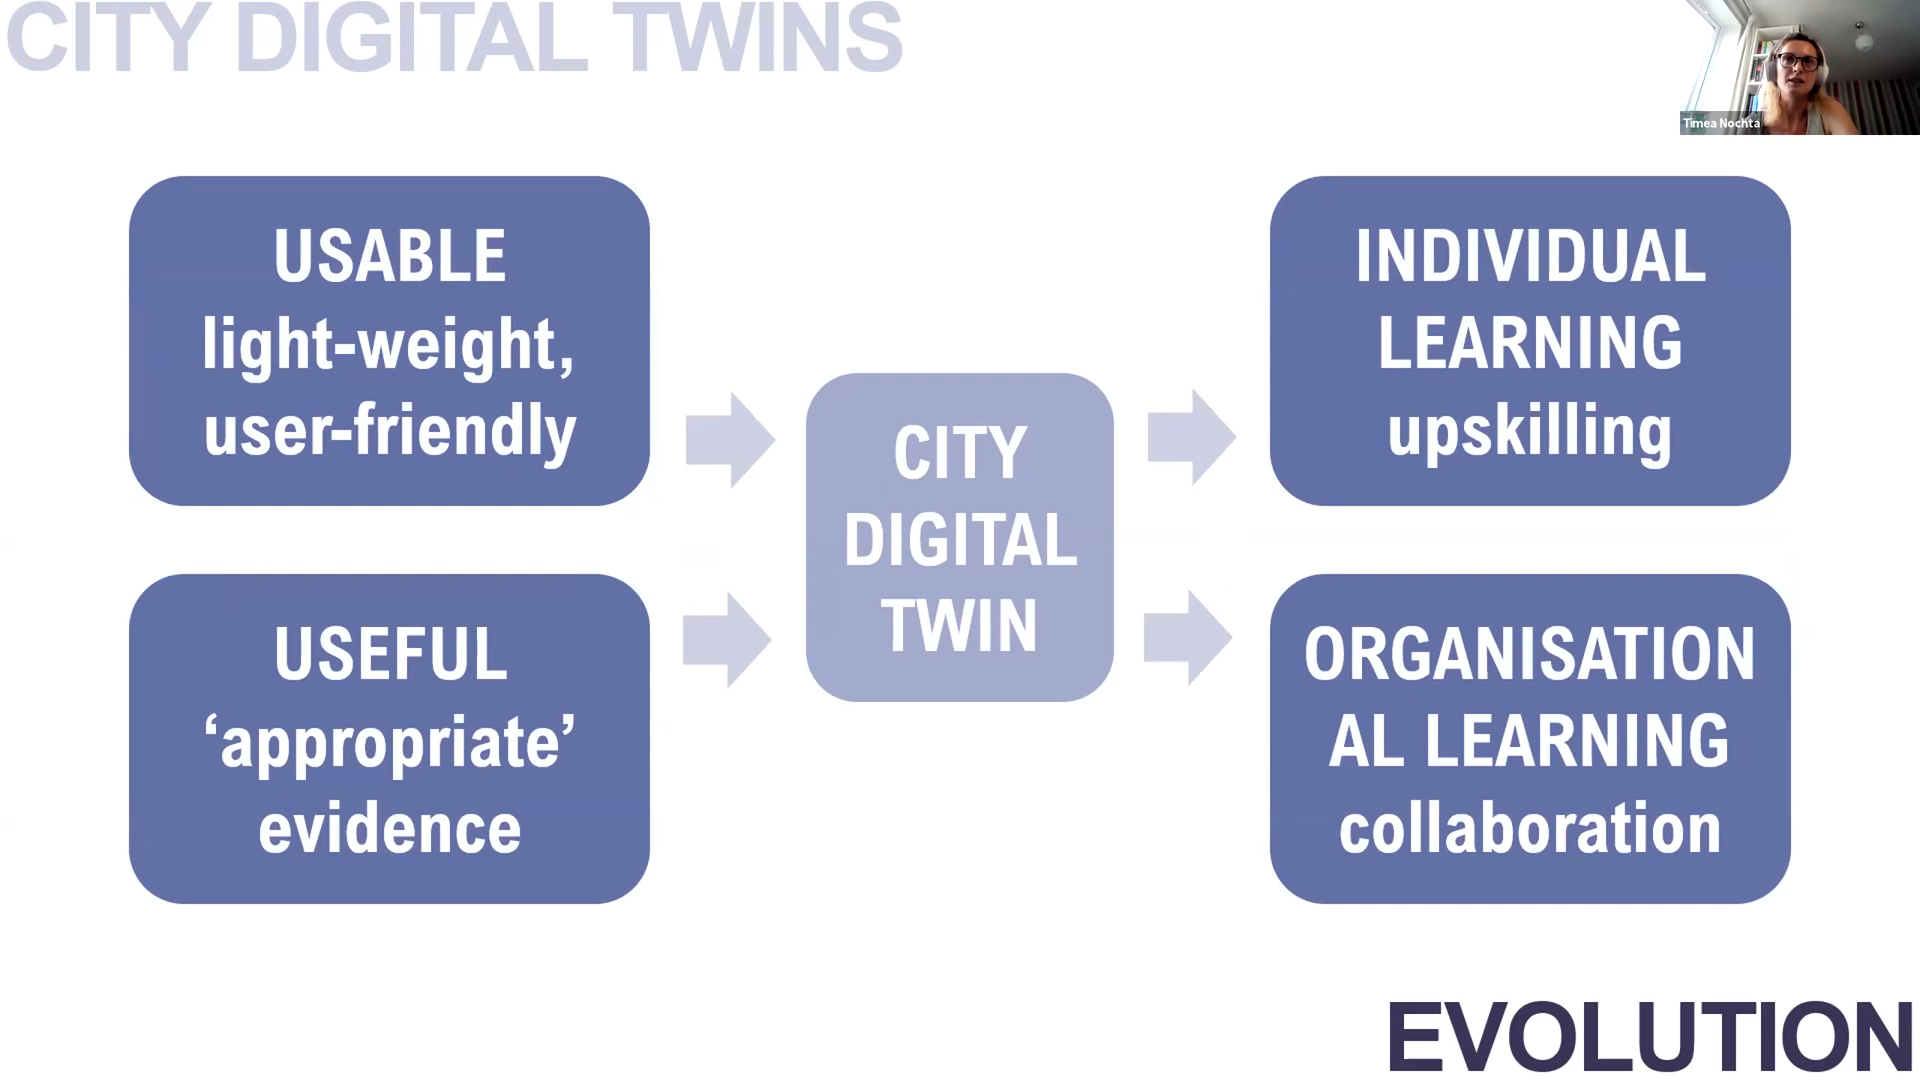 CITY DIGITAL TWINS
Timea Nochta
USABLE
light-weight,
user-friendly
USEFUL
‘appropriate’
evidence
CITY
DIGITAL
TWIN
INDIVIDUAL
LEARNING
upskilling
ORGANISATION
AL LEARNING
collaboration
EVOLUTION